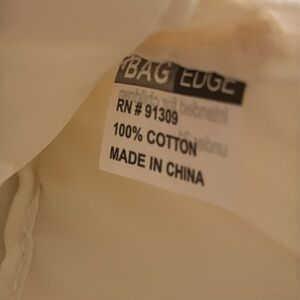 BAG EDGE
RN # 91309
100% COTTON
MADE IN CHINA